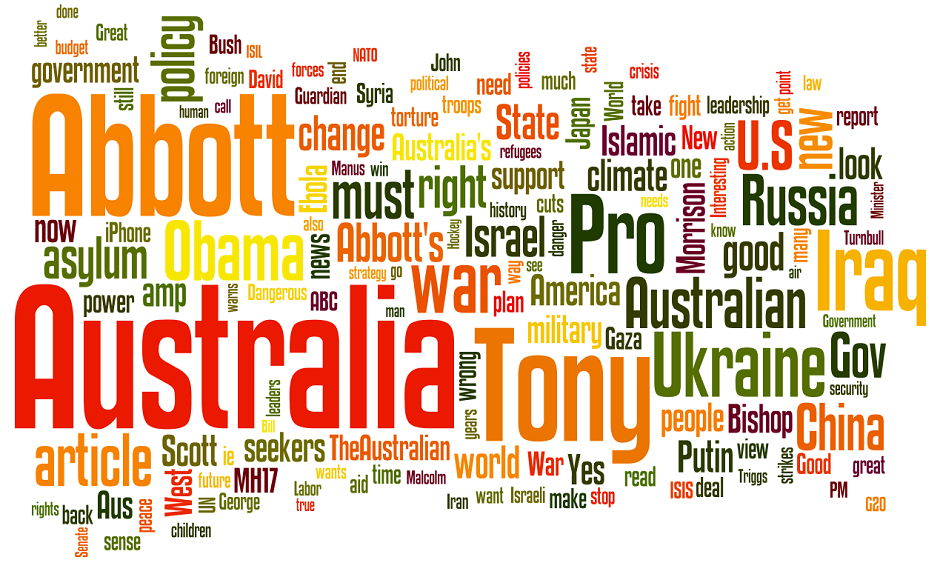 done
better
Great
policy
budget
Bush
ISIL
NATO
John
policies
state
crisis
government
foreign
David
forces
end
political
need
much
World
point
law
still
human
call
Guardian
Syria
troops
take
fight
leadership
get
report
Abbott
change
torture
Australia's
State
refugees
Japan
Islamic
New
action
U.S
new
look
Ebola
Manus
win
must
right
support
climate
one
Morrison
Interesting
Russia
Minister
now
iPhone
also
history
cuts
needs
know
many
Turnbull
asylum
Obama
news
Abbott's
Hockey
Israel
danger
Pro
good
air
Iraq
strategy
go
war
way
see
power
amp
warns
Dangerous
ABC
man
plan
America
Australian
Government
Australia
Tony
military
Gaza
Ukraine
Gov
security
wrong
years
leaders
Bill
people
Bishop
China
article
Scott
ie
seekers
TheAustralian
world
War
Yes
read
Putin
view
strikes
Good
great
West
future
MH17
wants
aid
time
Malcolm
Triggs
ISIS
deal
PM
rights
back
Aus
peace
UN
George
Labor
true
Iran
want
Israeli
make
stop
G20
Senate
sense
children